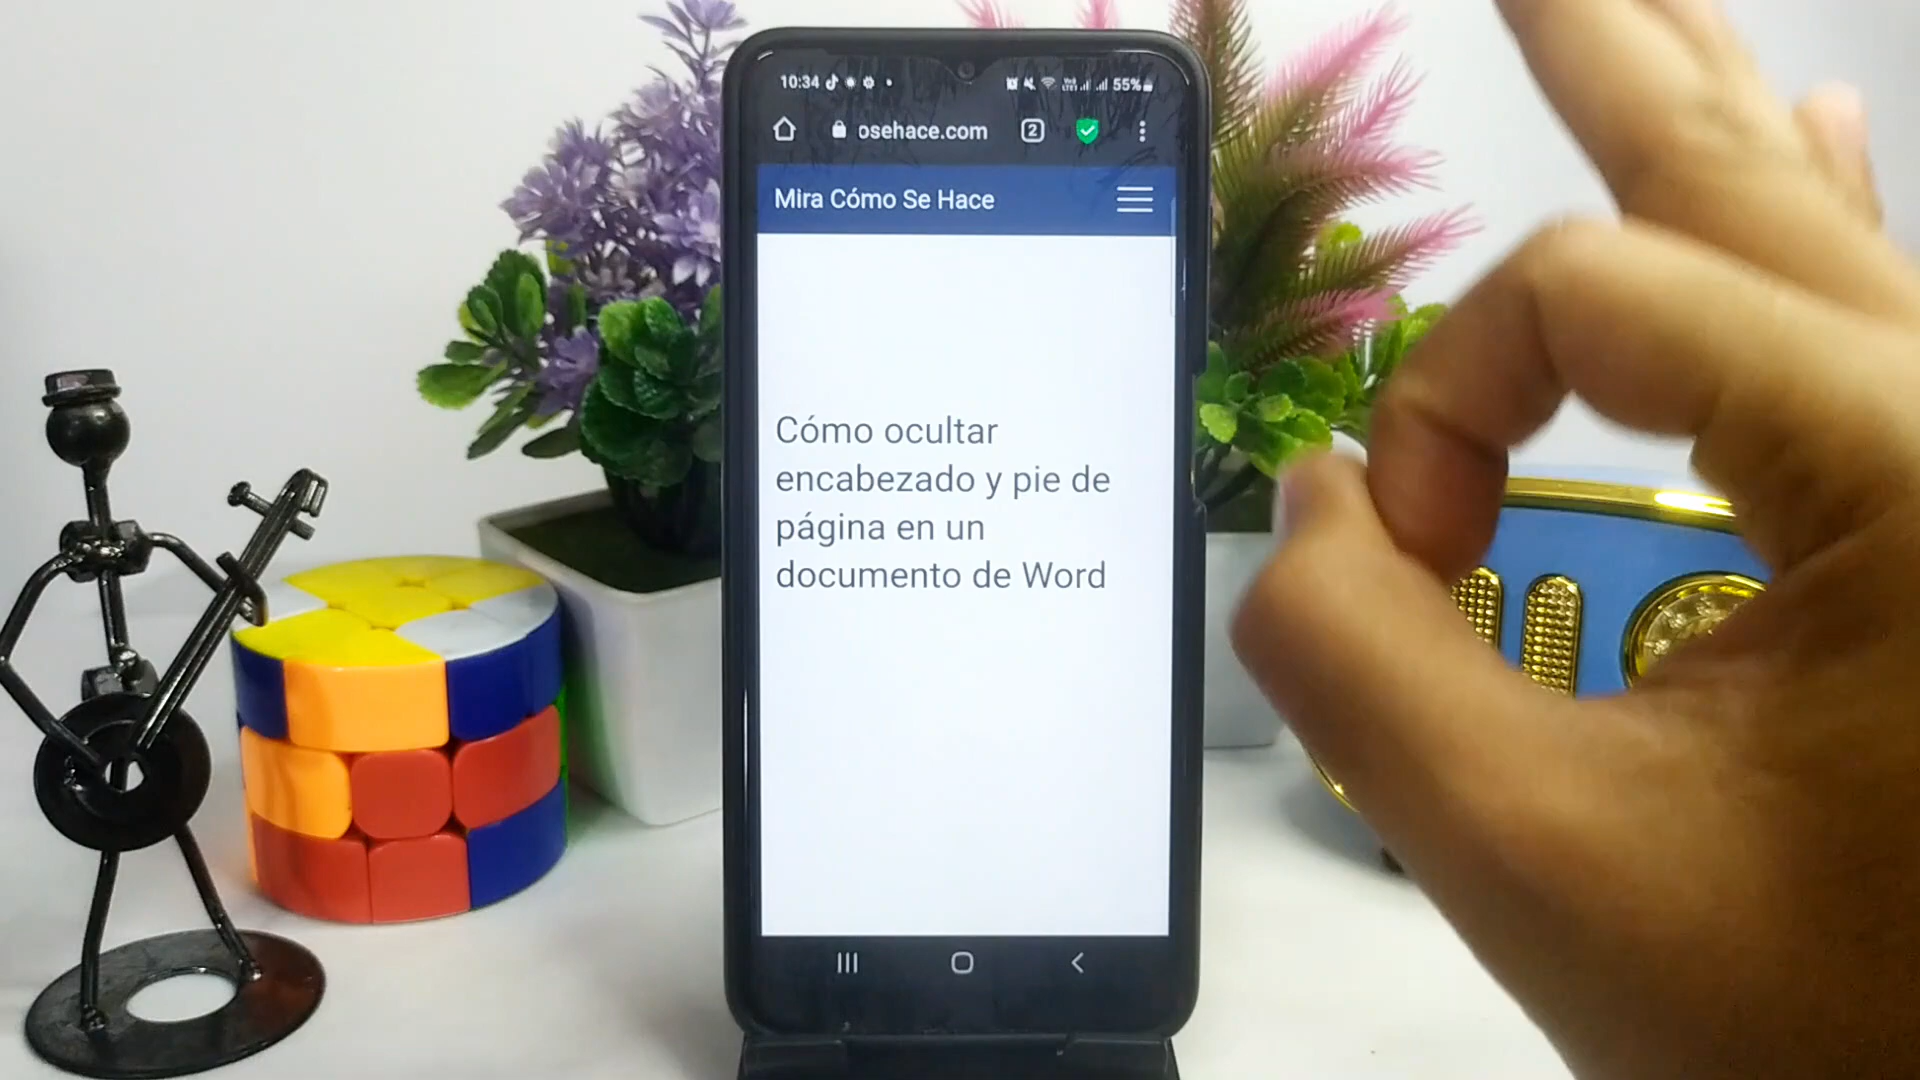 10:34 55%
osehace.com 2
Mira Cómo Se Hace
Cómo ocultar
encabezado y pie de
página en un
documento de Word